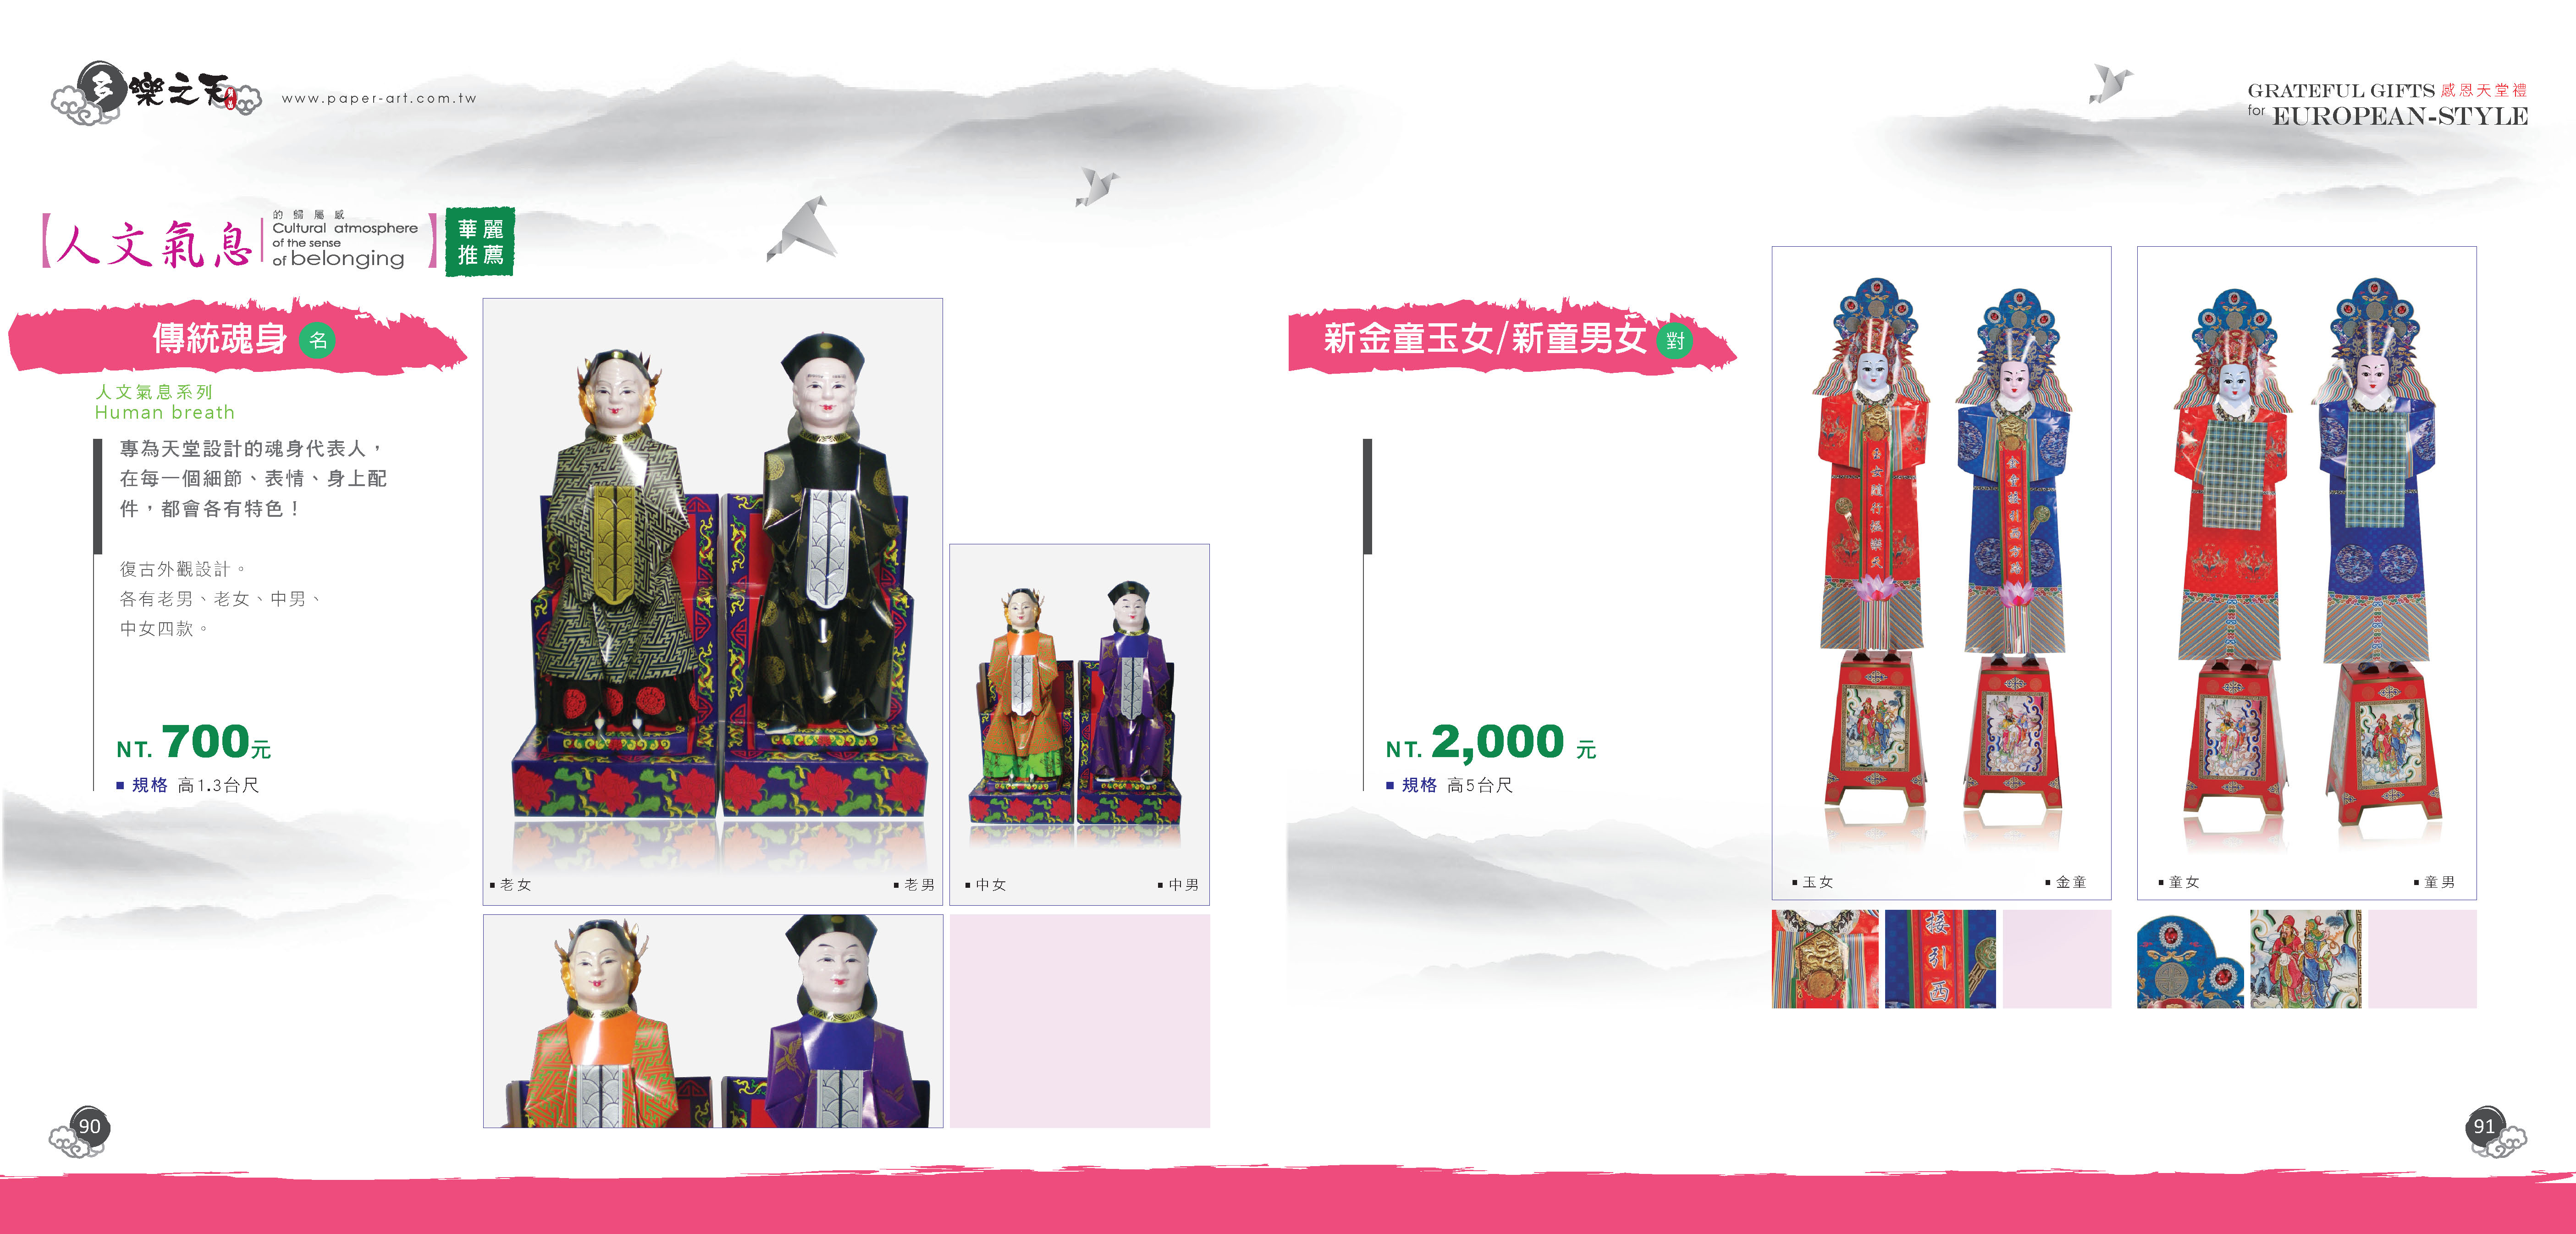 多樂之天
www.paper-art.com.tw
GRATEFUL GIFTS 感恩天堂禮
for EUROPEAN-STYLE
人文氣息
的歸屬感
Cultural atmosphere
of the sense
of belonging
華麗
推薦
傳統魂身 名
人文氣息系列
Human breath
專為天堂設計的魂身代表人，
在每一個細節、表情、身上配
件，都會各有特色！
復古外觀設計。
各有老男、老女、中男、
中女四款。
NT. 700元
規格 高1.3台尺
老女
老男
中女
中男
新金童玉女/新童男女 對
NT. 2,000 元
規格 高5台尺
玉女
金童
童女
童男
接
引
西
90
91